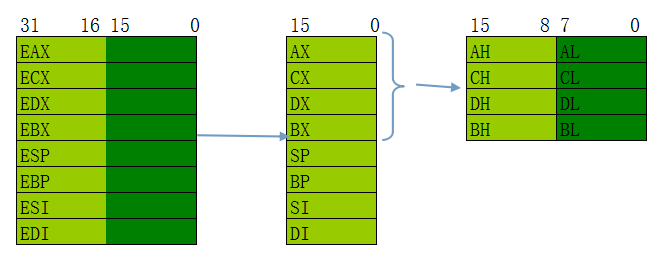 31 16 15 0 15 0 15 8 7 0
EAX AX AH AL
ECX CX CH CL
EDX DX DH DL
EBX BX BH BL
ESP SP
EBP BP
ESI SI
EDI DI